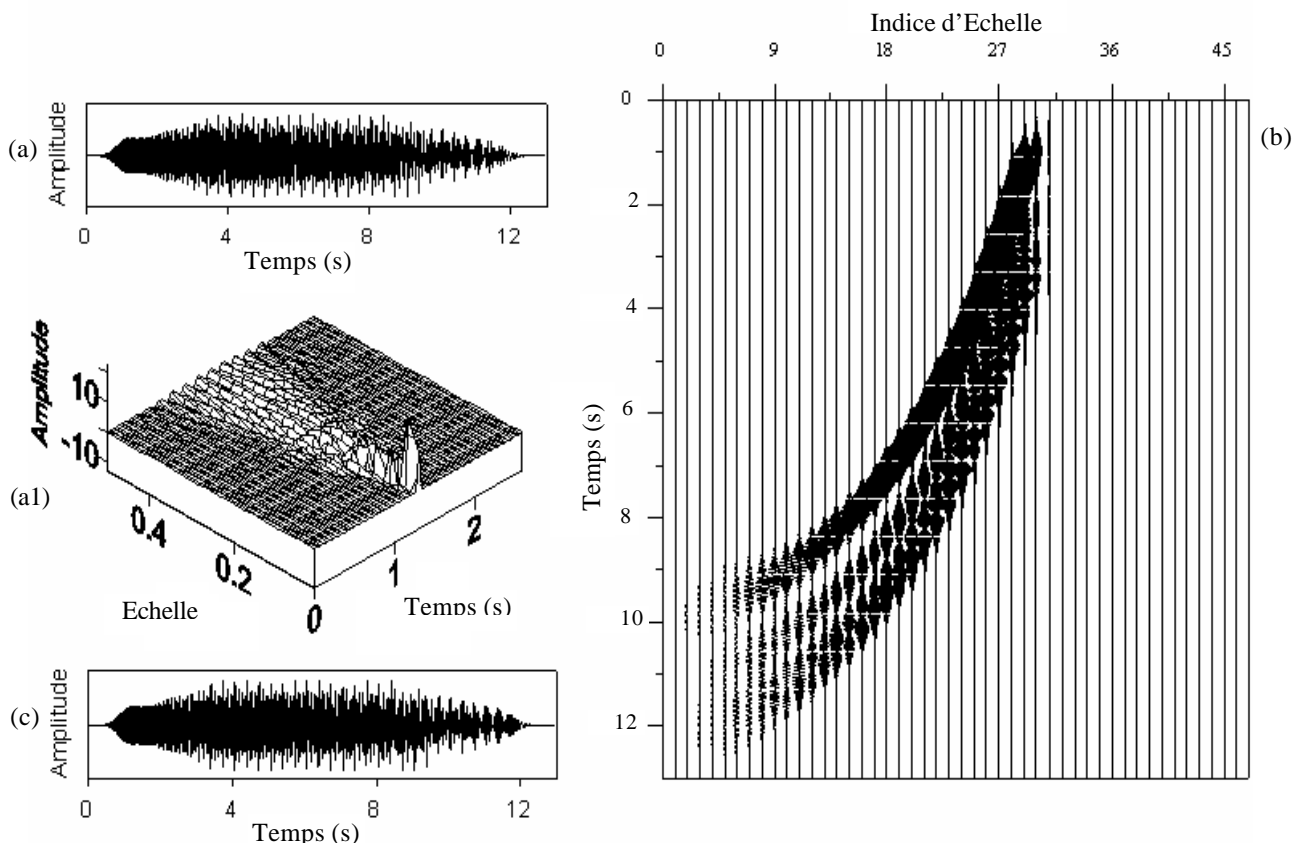 (a)
Amplitude
0 4 8 12
Temps (s)
Amplitude
10
-10
(a1)
0.4
0.2
0
1
2
Echelle
Temps (s)
(c)
Amplitude
0 4 8 12
Temps (s)
Indice d’Echelle
0 9 18 27 36 45
(b)
0
2
4
6
8
10
12
Temps (s)